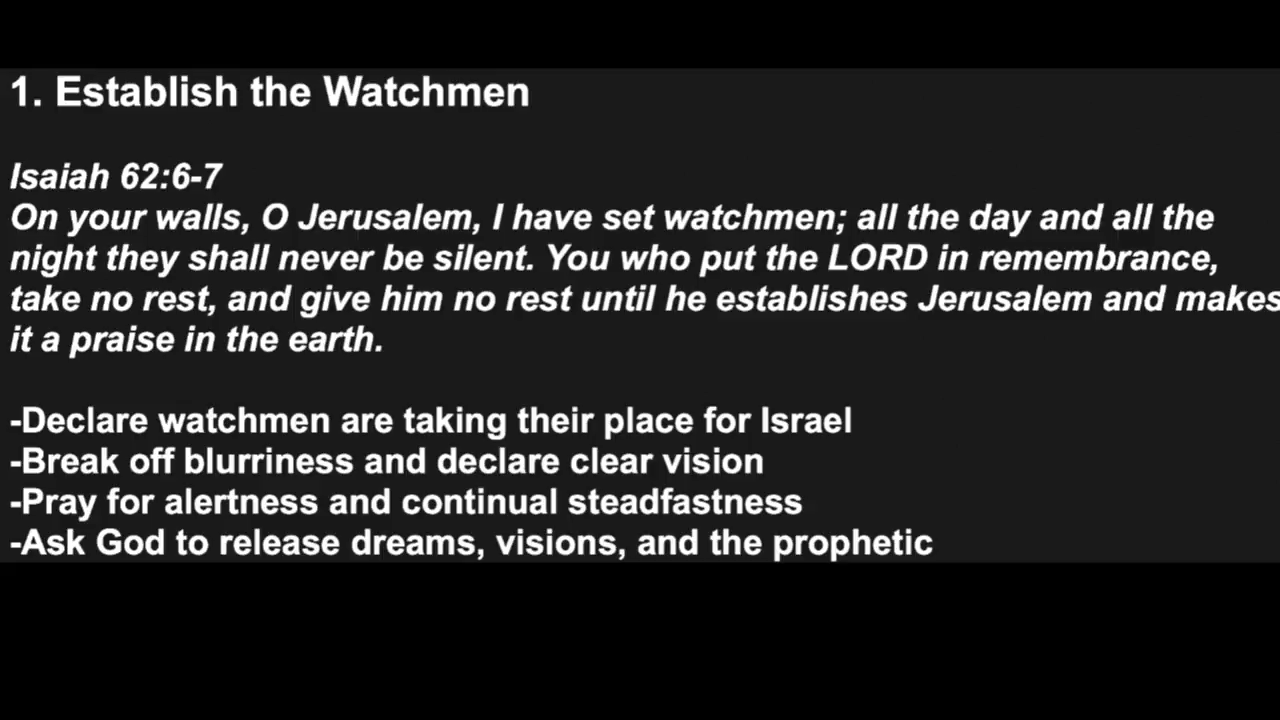 1. Establish the Watchmen
Isaiah 62:6-7
On your walls, O Jerusalem, I have set watchmen; all the day and all the
night they shall never be silent. You who put the LORD in remembrance,
take no rest, and give him no rest until he establishes Jerusalem and makes
it a praise in the earth.
-Declare watchmen are taking their place for Israel
-Break off blurriness and declare clear vision
-Pray for alertness and continual steadfastness
-Ask God to release dreams, visions, and the prophetic